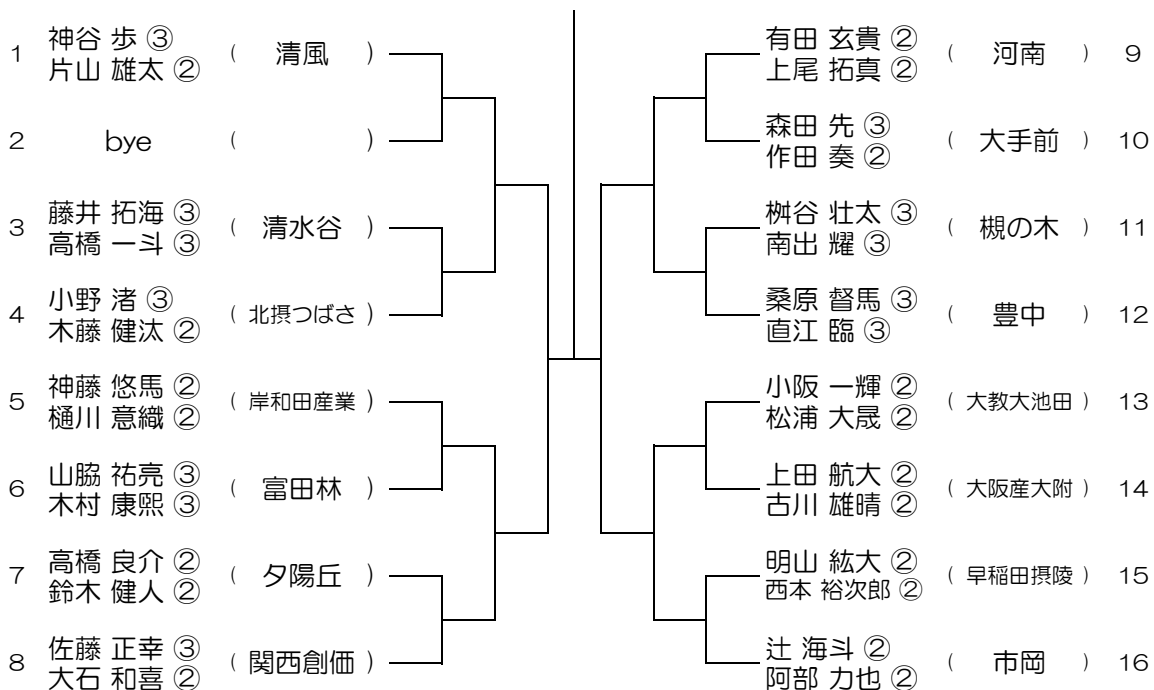 1 神谷 歩 ③ ( 清風 )
片山 雄太 ②
2 bye ( )
3 藤井 拓海 ③ ( 清水谷 )
高橋 一斗 ③
4 小野 渚 ③ ( 北摂つばさ )
木藤 健汰 ②
5 神藤 悠馬 ② ( 岸和田産業 )
樋川 意織 ②
6 山脇 祐亮 ③ ( 富田林 )
木村 康熙 ③
7 高橋 良介 ② ( 夕陽丘 )
鈴木 健人 ②
8 佐藤 正幸 ③ ( 関西創価 )
大石 和喜 ②
有田 玄貴 ② ( 河南 ) 9
上尾 拓真 ②
森田 先 ③ ( 大手前 ) 10
作田 奏 ②
桝谷 壮太 ③ ( 槻の木 ) 11
南出 耀 ③
桑原 督馬 ③ ( 豊中 ) 12
直江 臨 ③
小阪 一輝 ② ( 大教大池田 ) 13
松浦 大晟 ②
上田 航大 ② ( 大阪産大附 ) 14
古川 雄晴 ②
明山 紘大 ② ( 早稲田摂陵 ) 15
西本 裕次郎 ②
辻 海斗 ② ( 市岡 ) 16
阿部 力也 ②